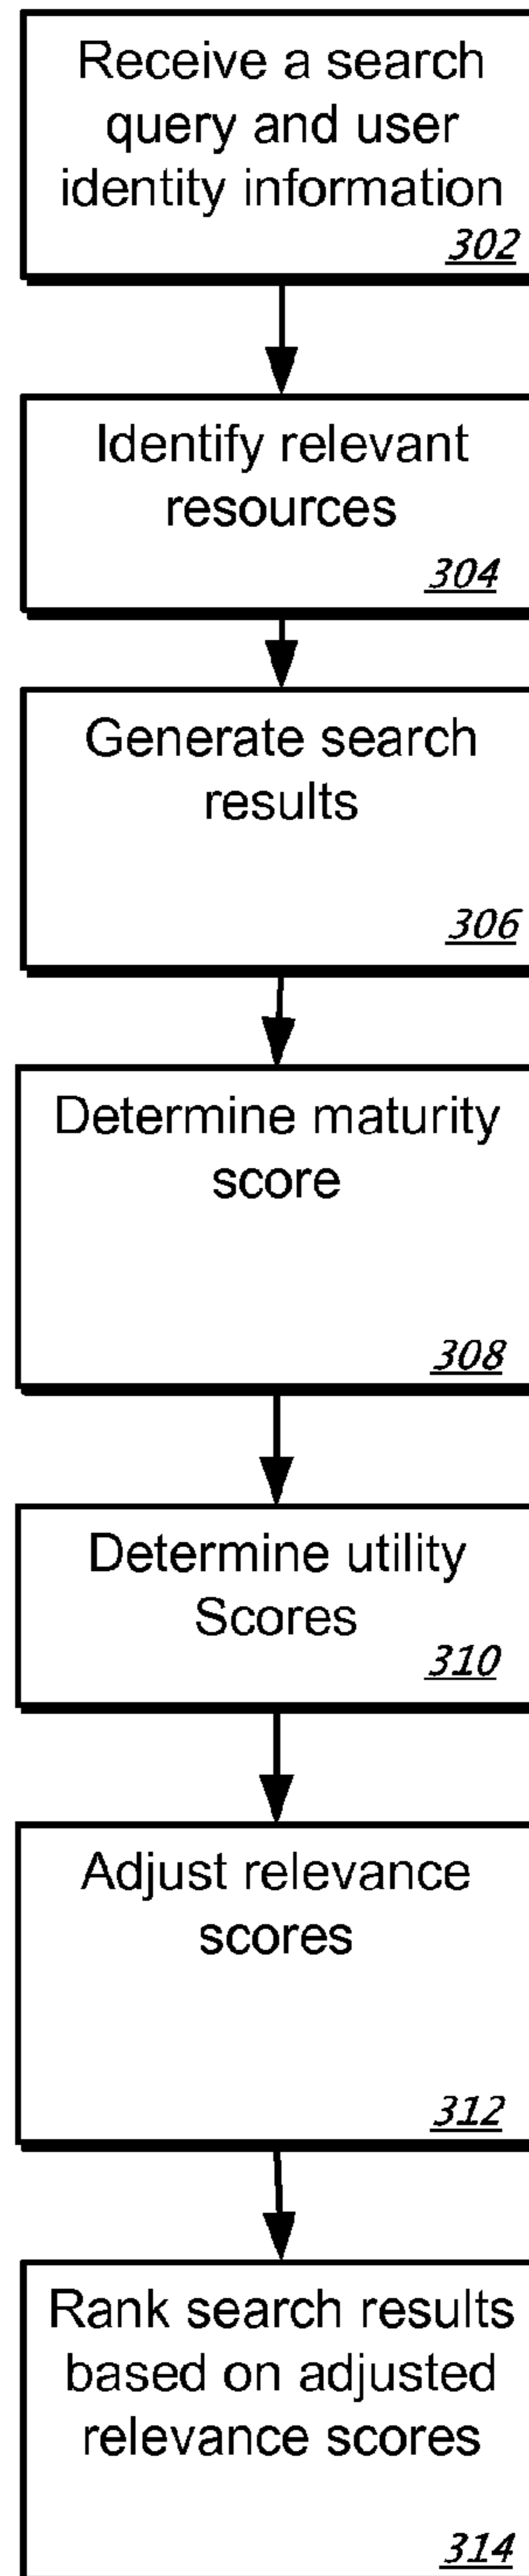 Receive a search
query and user
identity information
302
Identify relevant
resources
304
Generate search
results
306
Determine maturity
score
308
Determine utility
Scores
310
Adjust relevance
scores
312
Rank search results
based on adjusted
relevance scores
314